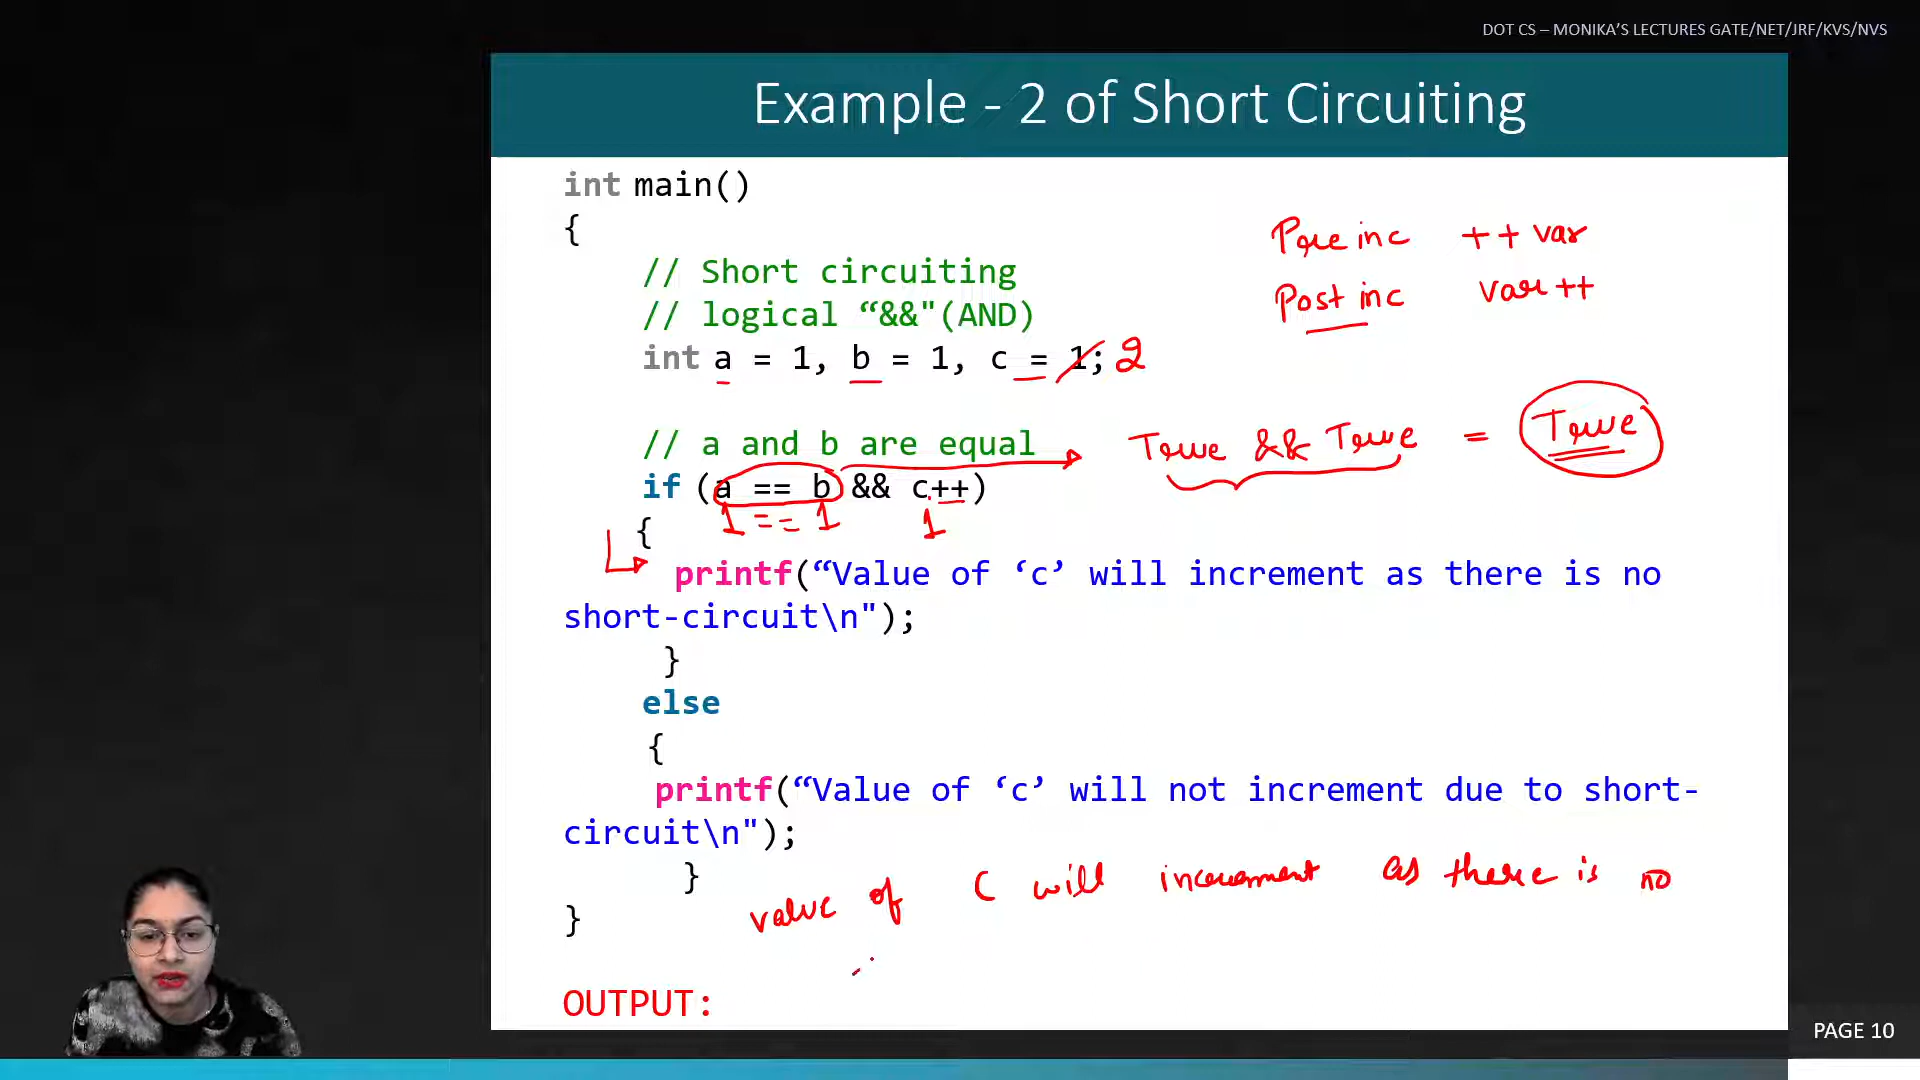 DOT CS – MONIKA’S LECTURES GATE/NET/JRF/KVS/NVS
Example - 2 of Short Circuiting
int main()
{
Pre inc ++ var
// Short circuiting
Post inc var ++
// logical “&&"(AND)
int a = 1, b = 1, c = 1; 2
// a and b are equal
True && True = True
if (a == b && c++)
1 == 1 1
{
printf(“Value of ‘c’ will increment as there is no
short-circuit\n");
}
else
{
printf(“Value of ‘c’ will not increment due to short-
circuit\n");
}
value of C will increment as there is no
}
OUTPUT:
PAGE 10